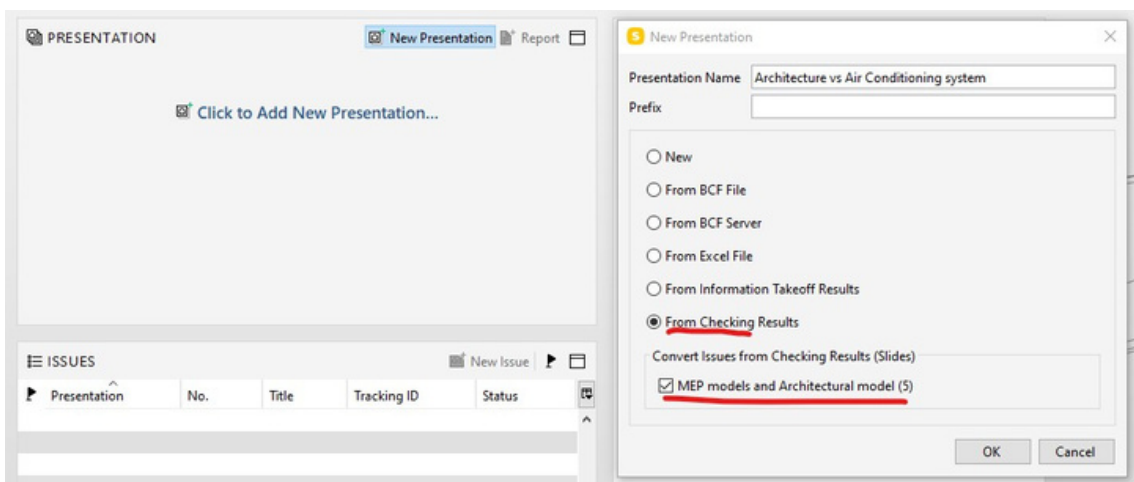 PRESENTATION
New Presentation
Report
Click to Add New Presentation...
ISSUES
New Issue
Presentation No. Title Tracking ID Status
S New Presentation
Presentation Name Architecture vs Air Conditioning system
Prefix
New
From BCF File
From BCF Server
From Excel File
From Information Takeoff Results
From Checking Results
Convert Issues from Checking Results (Slides)
MEP models and Architectural model (5)
OK Cancel